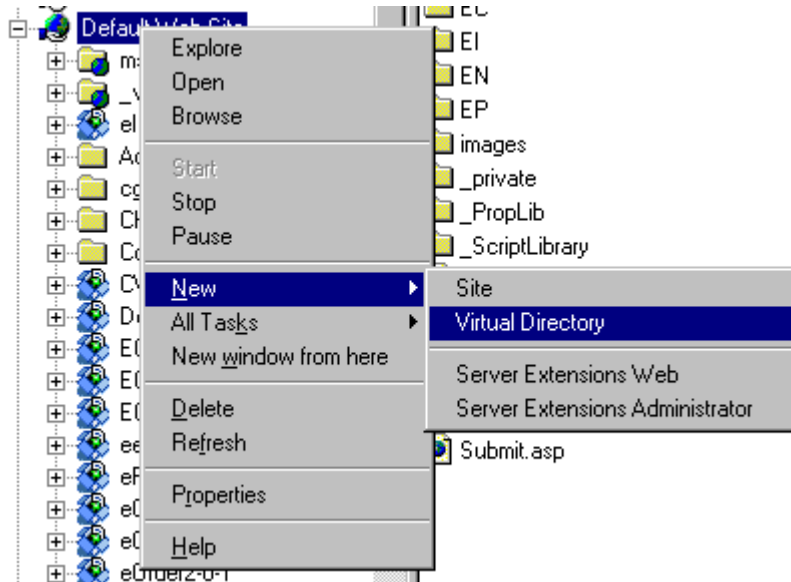 Default Web Site
Explore
Open
Browse
Start
Stop
Pause
New
All Tasks
New window from here
Delete
Refresh
Properties
Help
eOrder2-0-1
EC
EI
EN
EP
images
_private
_PropLib
_ScriptLibrary
Site
Virtual Directory
Server Extensions Web
Server Extensions Administrator
Submit.asp